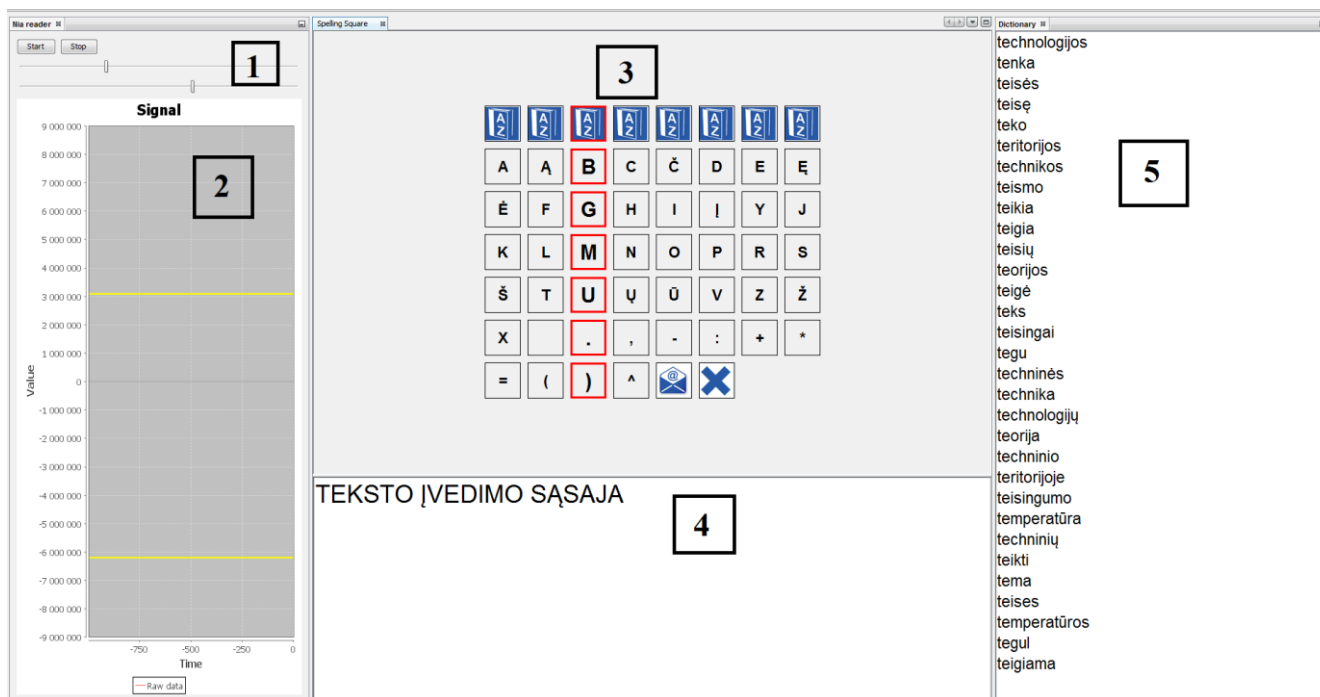 Nia reader
Start Stop
1
Signal
9 000 000
8 000 000
7 000 000
6 000 000
5 000 000
4 000 000
3 000 000
2 000 000
1 000 000
0
-1 000 000
-2 000 000
-3 000 000
-4 000 000
-5 000 000
-6 000 000
-7 000 000
-8 000 000
-9 000 000
Value
2
-750 -500 -250 0
Time
Raw data
Spelling Square
3
A Z A Z A Z A Z A Z A Z A Z A Z
A Ą B C Č D E Ę
Ė F G H I Į Y J
K L M N O P R S
Š T U Ų Ū V Z Ž
X . , - : + *
= ( ) ^ @
TEKSTO ĮVEDIMO SĄSAJA
4
Dictionary
technologijos
tenka
teisės
teisę
teko
teritorijos
technikos
teismo
teikia
teigia
teisių
teorijos
teigė
teks
teisingai
tegu
techninės
technika
technologijų
teorija
techninio
teritorijoje
teisingumo
temperatūra
techninių
teikti
tema
teises
temperatūros
tegul
teigiama
5